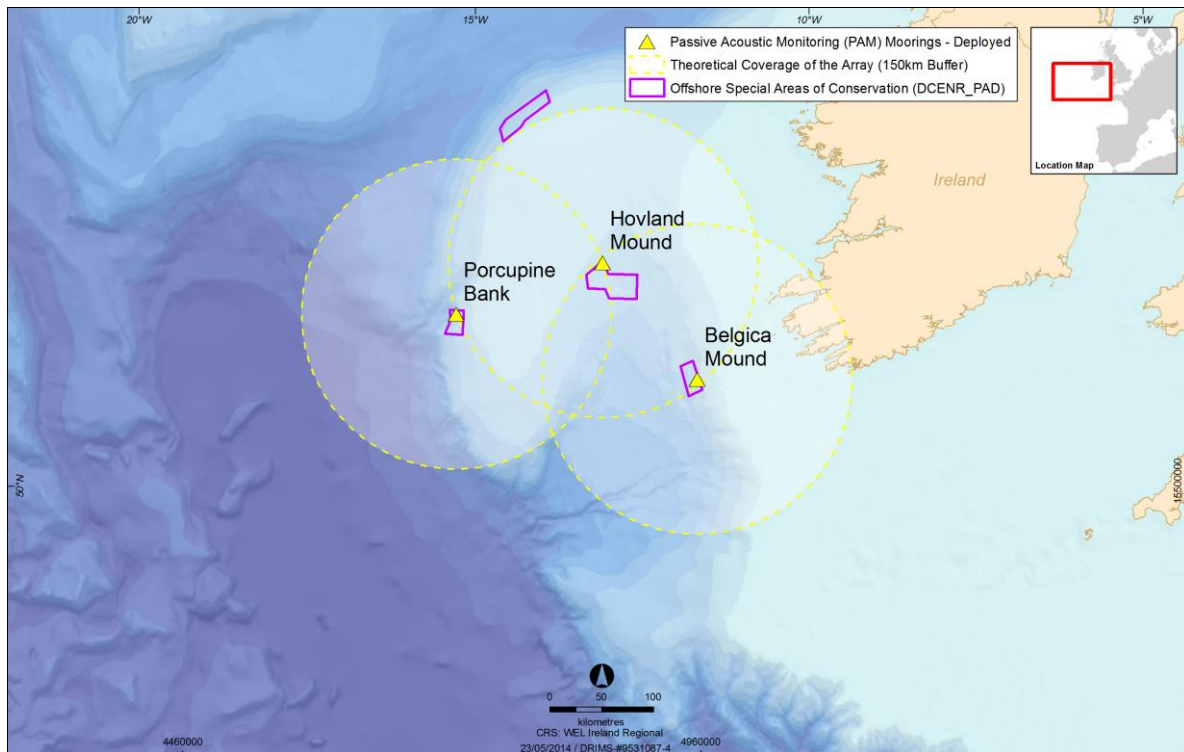 20°W
15°W
10°W
5°W
Passive Acoustic Monitoring (PAM) Moorings - Deployed
Theoretical Coverage of the Array (150km Buffer)
Offshore Special Areas of Conservation (DCENR_PAD)
Location Map
Ireland
Hovland
Mound
Porcupine
Bank
Belgica
Mound
50°N
15500000
0 50 100
kilometres
CRS: WEL Ireland Regional
23/05/2014 / DRIMS-#9531087-4
4460000
4960000